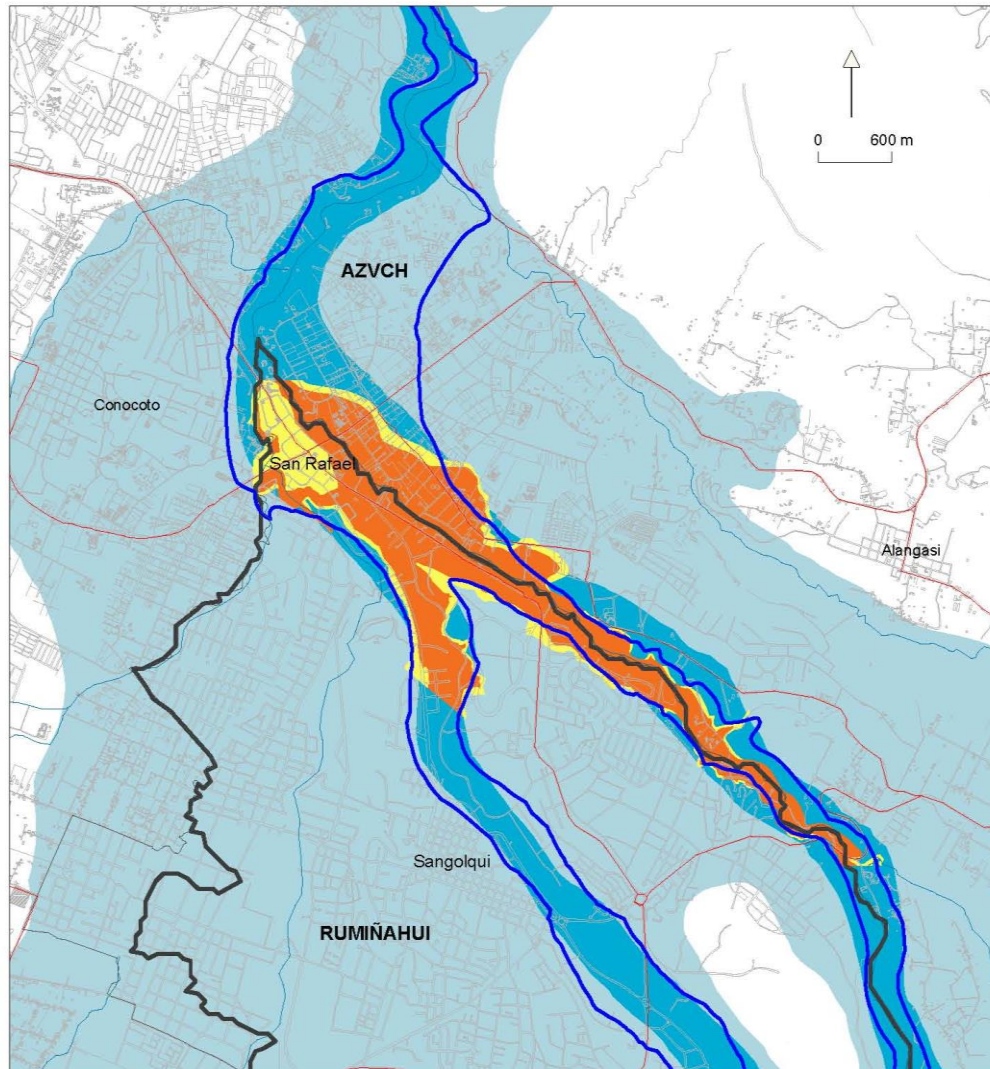 0 600 m
AZVCH
Conocoto
San Rafael
Alangasi
Sangolqui
RUMIÑAHUI